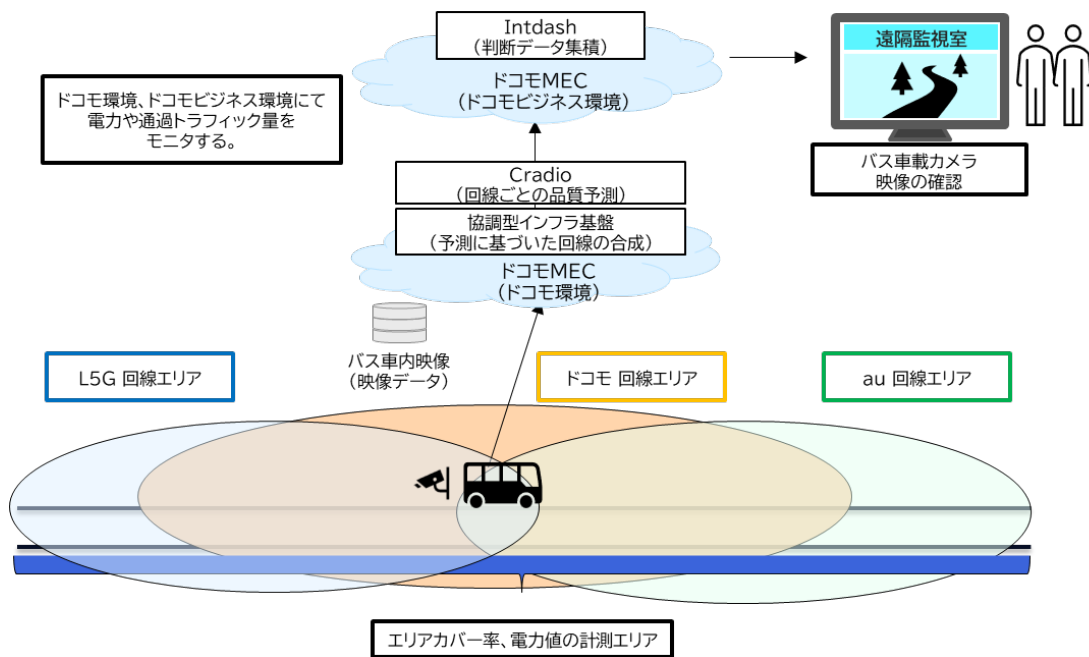 Intdash
（判断データ集積）
ドコモMEC
（ドコモビジネス環境）
遠隔監視室
バス車載カメラ
映像の確認
ドコモ環境、ドコモビジネス環境にて
電力や通過トラフィック量を
モニタする。
Cradio
（回線ごとの品質予測）
協調型インフラ基盤
（予測に基づいた回線の合成）
ドコモMEC
（ドコモ環境）
バス車内映像
（映像データ）
L5G 回線エリア
ドコモ 回線エリア
au 回線エリア
エリアカバー率、電力値の計測エリア